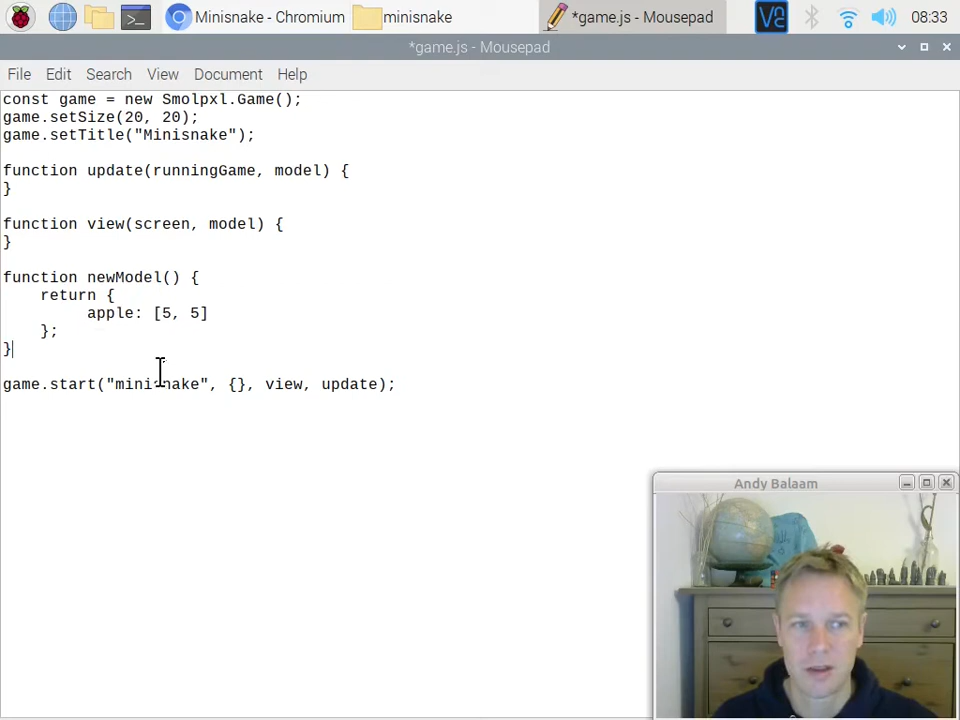 Minisnake - Chromium
minisnake
*game.js - Mousepad
08:33
*game.js - Mousepad
File Edit Search View Document Help
const game = new Smolpxl.Game();
game.setSize(20, 20);
game.setTitle("Minisnake");
function update(runningGame, model) {
}
function view(screen, model) {
}
function newModel() {
return {
apple: [5, 5]
};
}
game.start("minisnake", {}, view, update);
Andy Balaam